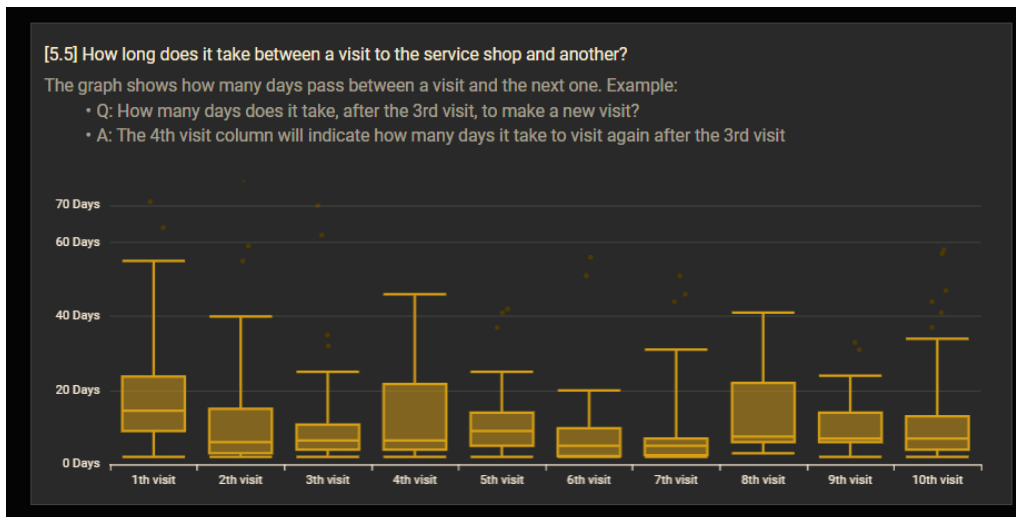 [5.5] How long does it take between a visit to the service shop and another?
The graph shows how many days pass between a visit and the next one. Example:
• Q: How many days does it take, after the 3rd visit, to make a new visit?
• A: The 4th visit column will indicate how many days it take to visit again after the 3rd visit
70 Days
60 Days
40 Days
20 Days
0 Days
1th visit 2th visit 3th visit 4th visit 5th visit 6th visit 7th visit 8th visit 9th visit 10th visit